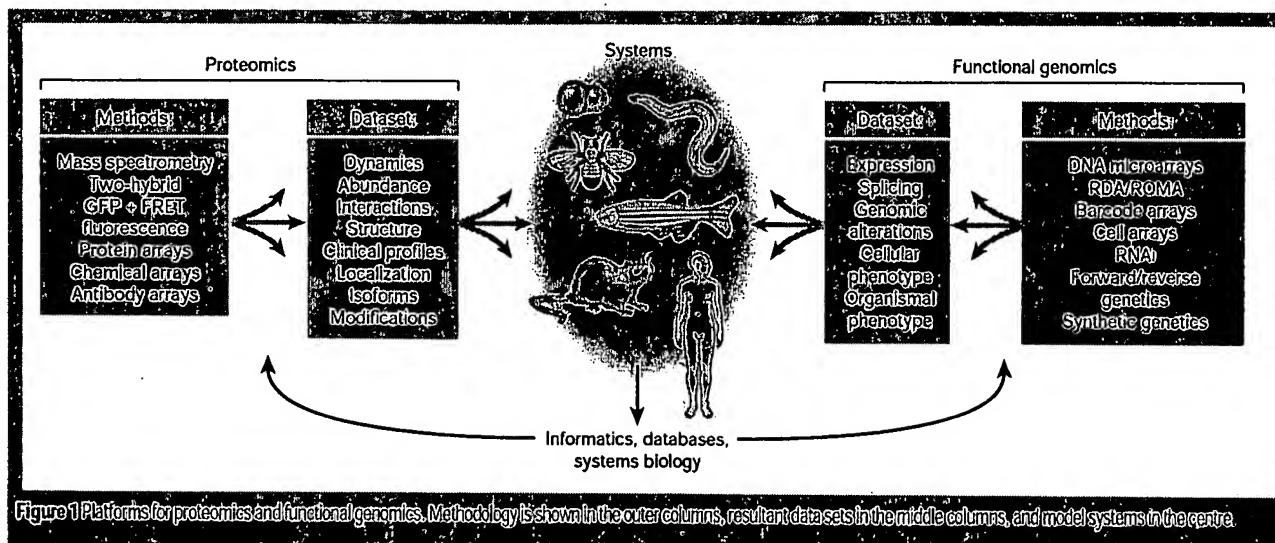 Systems
Proteomics
Functional genomics
Methods:
Mass spectrometry
Two-hybrid
GFP + FRET
fluorescence
Protein arrays
Chemical arrays
Antibody arrays
Dataset:
Dynamics
Abundance
Interactions
Structure
Clinical profiles
Localization
Isoforms
Modifications
Dataset:
Expression
Splicing
Genomic
alterations
Cellular
phenotype
Organismal
phenotype
Methods:
DNA microarrays
RDA/ROMA
Barcode arrays
Cell arrays
RNAi
Forward/reverse
genetics
Synthetic genetics
Informatics, databases,
systems biology
Figure 1 Platforms for proteomics and functional genomics. Methodology is shown in the outer columns, resultant data sets in the middle columns, and model systems in the centre.